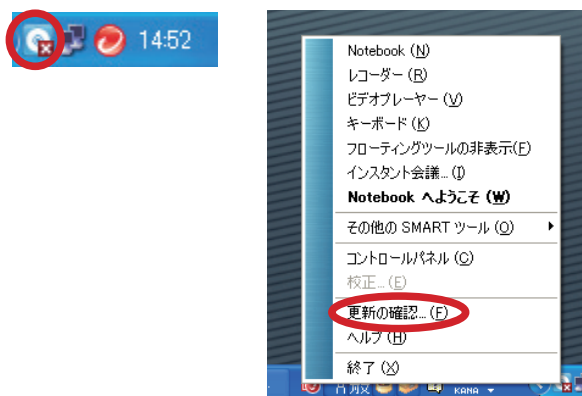 14:52
Notebook (N)
レコーダー (R)
ビデオプレーヤー (V)
キーボード (K)
フローティングツールの非表示(F)
インスタント会議...(I)
Notebook へようこそ (W)
その他の SMART ツール (O)
コントロールパネル (C)
校正...(E)
更新の確認...(F)
ヘルプ (H)
終了 (X)
KANA